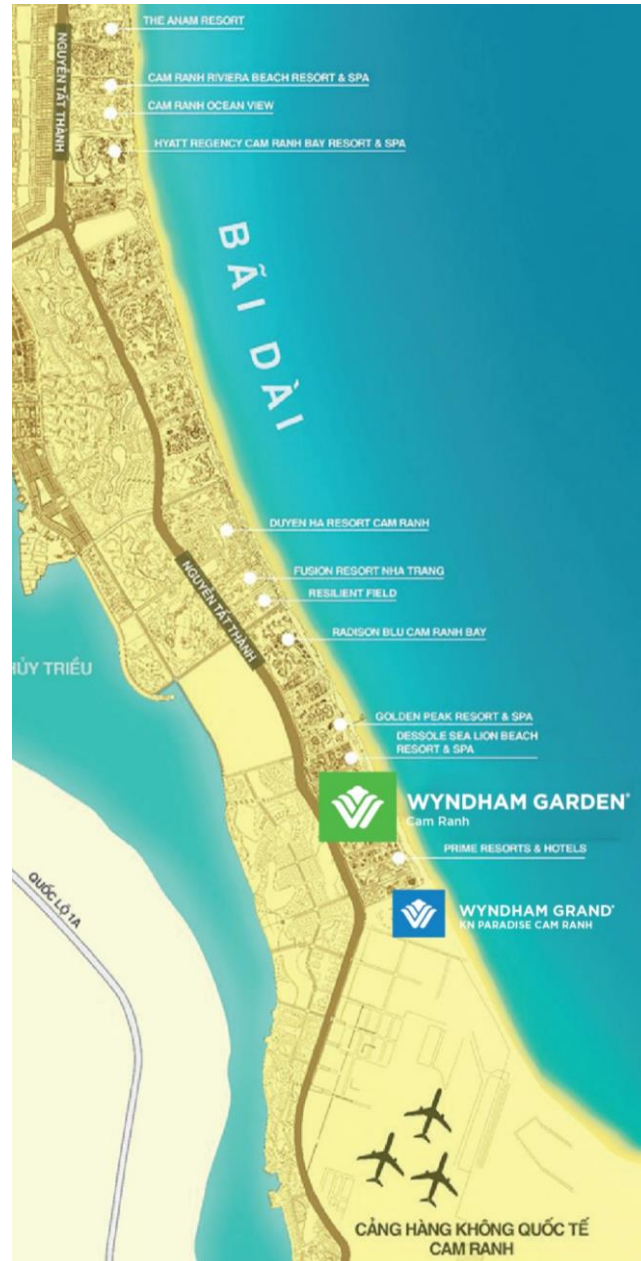 THE ANAM RESORT
NGUYỄN TẤT THÀNH
CAM RANH RIVIERA BEACH RESORT & SPA
CAM RANH OCEAN VIEW
HYATT REGENCY CAM RANH BAY RESORT & SPA
BÃI DÀI
DUYEN HA RESORT CAM RANH
NGUYỄN TẤT THÀNH
FUSION RESORT NHA TRANG
RESILIENT FIELD
RADISON BLU CAM RANH BAY
HỦY TRIỀU
GOLDEN PEAK RESORT & SPA
DESSOLE SEA LION BEACH
RESORT & SPA
WYNDHAM GARDEN®
Cam Ranh
PRIME RESORTS & HOTELS
QUỐC LỘ 1A
WYNDHAM GRAND®
KN PARADISE CAM RANH
CẢNG HÀNG KHÔNG QUỐC TẾ
CAM RANH